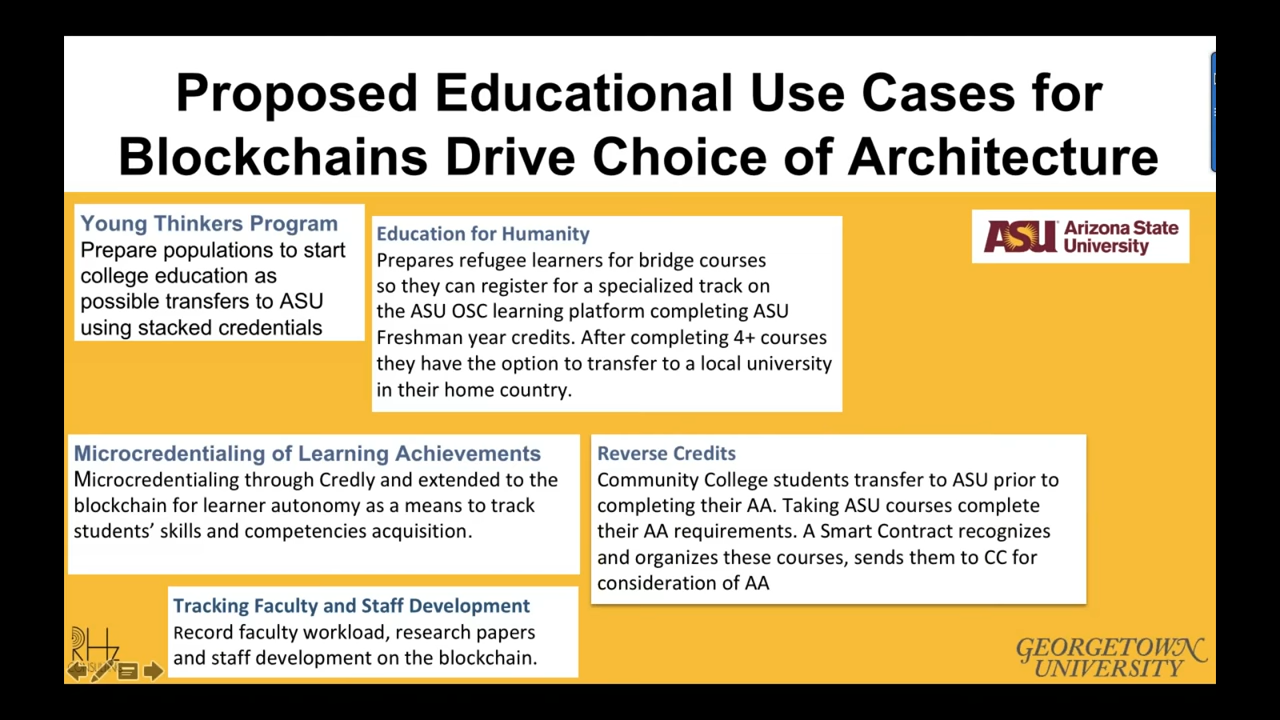 Proposed Educational Use Cases for
Blockchains Drive Choice of Architecture
Young Thinkers Program
Prepare populations to start
college education as
possible transfers to ASU
using stacked credentials
Education for Humanity
Prepares refugee learners for bridge courses
so they can register for a specialized track on
the ASU OSC learning platform completing ASU
Freshman year credits. After completing 4+ courses
they have the option to transfer to a local university
in their home country.
ASU Arizona State
University
Microcredentialing of Learning Achievements
Microcredentialing through Credly and extended to the
blockchain for learner autonomy as a means to track
students’ skills and competencies acquisition.
Reverse Credits
Community College students transfer to ASU prior to
completing their AA. Taking ASU courses complete
their AA requirements. A Smart Contract recognizes
and organizes these courses, sends them to CC for
consideration of AA
Tracking Faculty and Staff Development
Record faculty workload, research papers
and staff development on the blockchain.
GEORGETOWN
UNIVERSITY